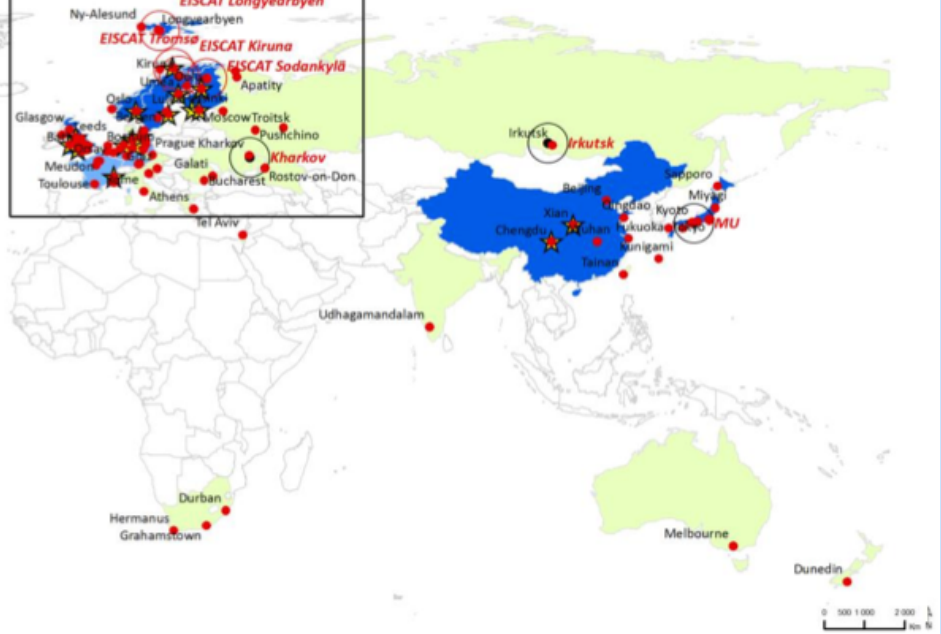 EISCAT Longyearbyen
Ny-Alesund
Longyearbyen
EISCAT Tromsø
EISCAT Kiruna
EISCAT Sodankylä
Apatity
Oslo
Moscow Troitsk
Glasgow
Leeds
Pushchino
Prague Kharkov
Kharkov
Meudon
Galati
Rostov-on-Don
Toulouse
Bucharest
Athens
Tel Aviv
Irkutsk
Irkutsk
Sapporo
Beijing
Miyagi
Qingdao
Kyoto
Xian
MU
Chengdu
Wuhan
Fukuoka
Kunigami
Tainan
Udhagamandalam
Durban
Hermanus
Grahamstown
Melbourne
Dunedin
0 500 1 000 2 000
Km